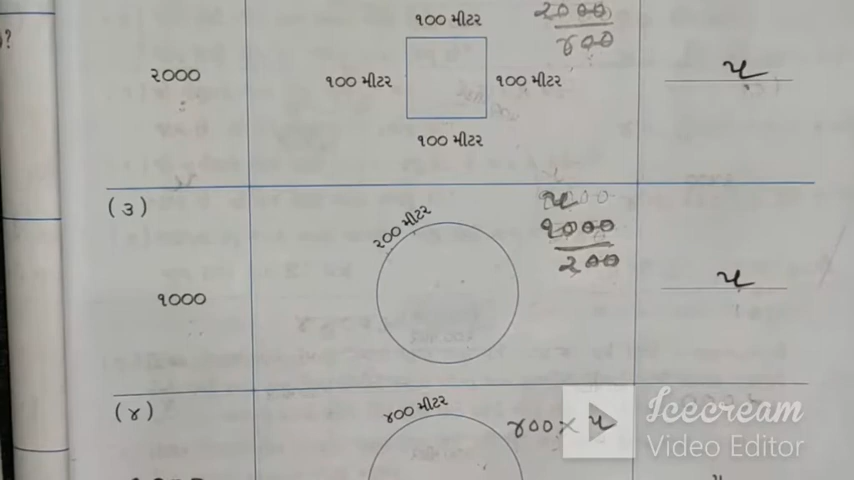 ?
૧૦૦ મીટર
૨૦૦૦
૪૦૦
૨૦૦૦
૧૦૦ મીટર
૧૦૦ મીટર
૫
૧૦૦ મીટર
(૩)
૨૦૦ મીટર
૫
૧૦૦૦
૨૦૦
૧૦૦૦
૫
(૪)
૪૦૦ મીટર
૪૦૦ × ૫
Icecream
Video Editor